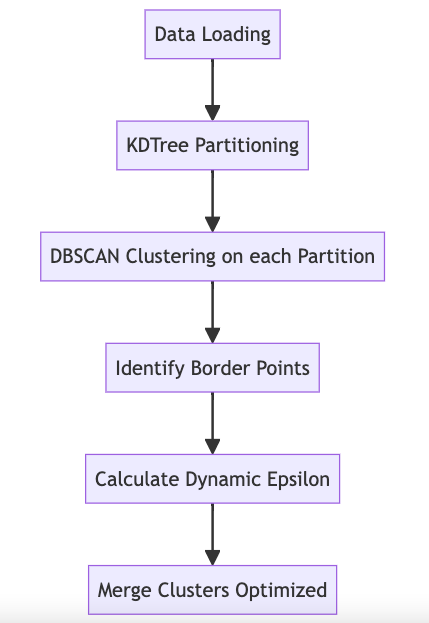 Data Loading
KDTree Partitioning
DBSCAN Clustering on each Partition
Identify Border Points
Calculate Dynamic Epsilon
Merge Clusters Optimized